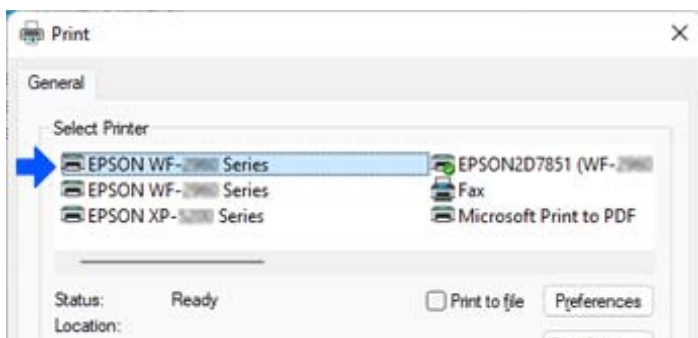 Print
General
Select Printer
EPSON WF- Series
EPSON2D7851 (WF-
EPSON WF- Series
Fax
EPSON XP- Series
Microsoft Print to PDF
Status: Ready
Print to file
Preferences
Location: